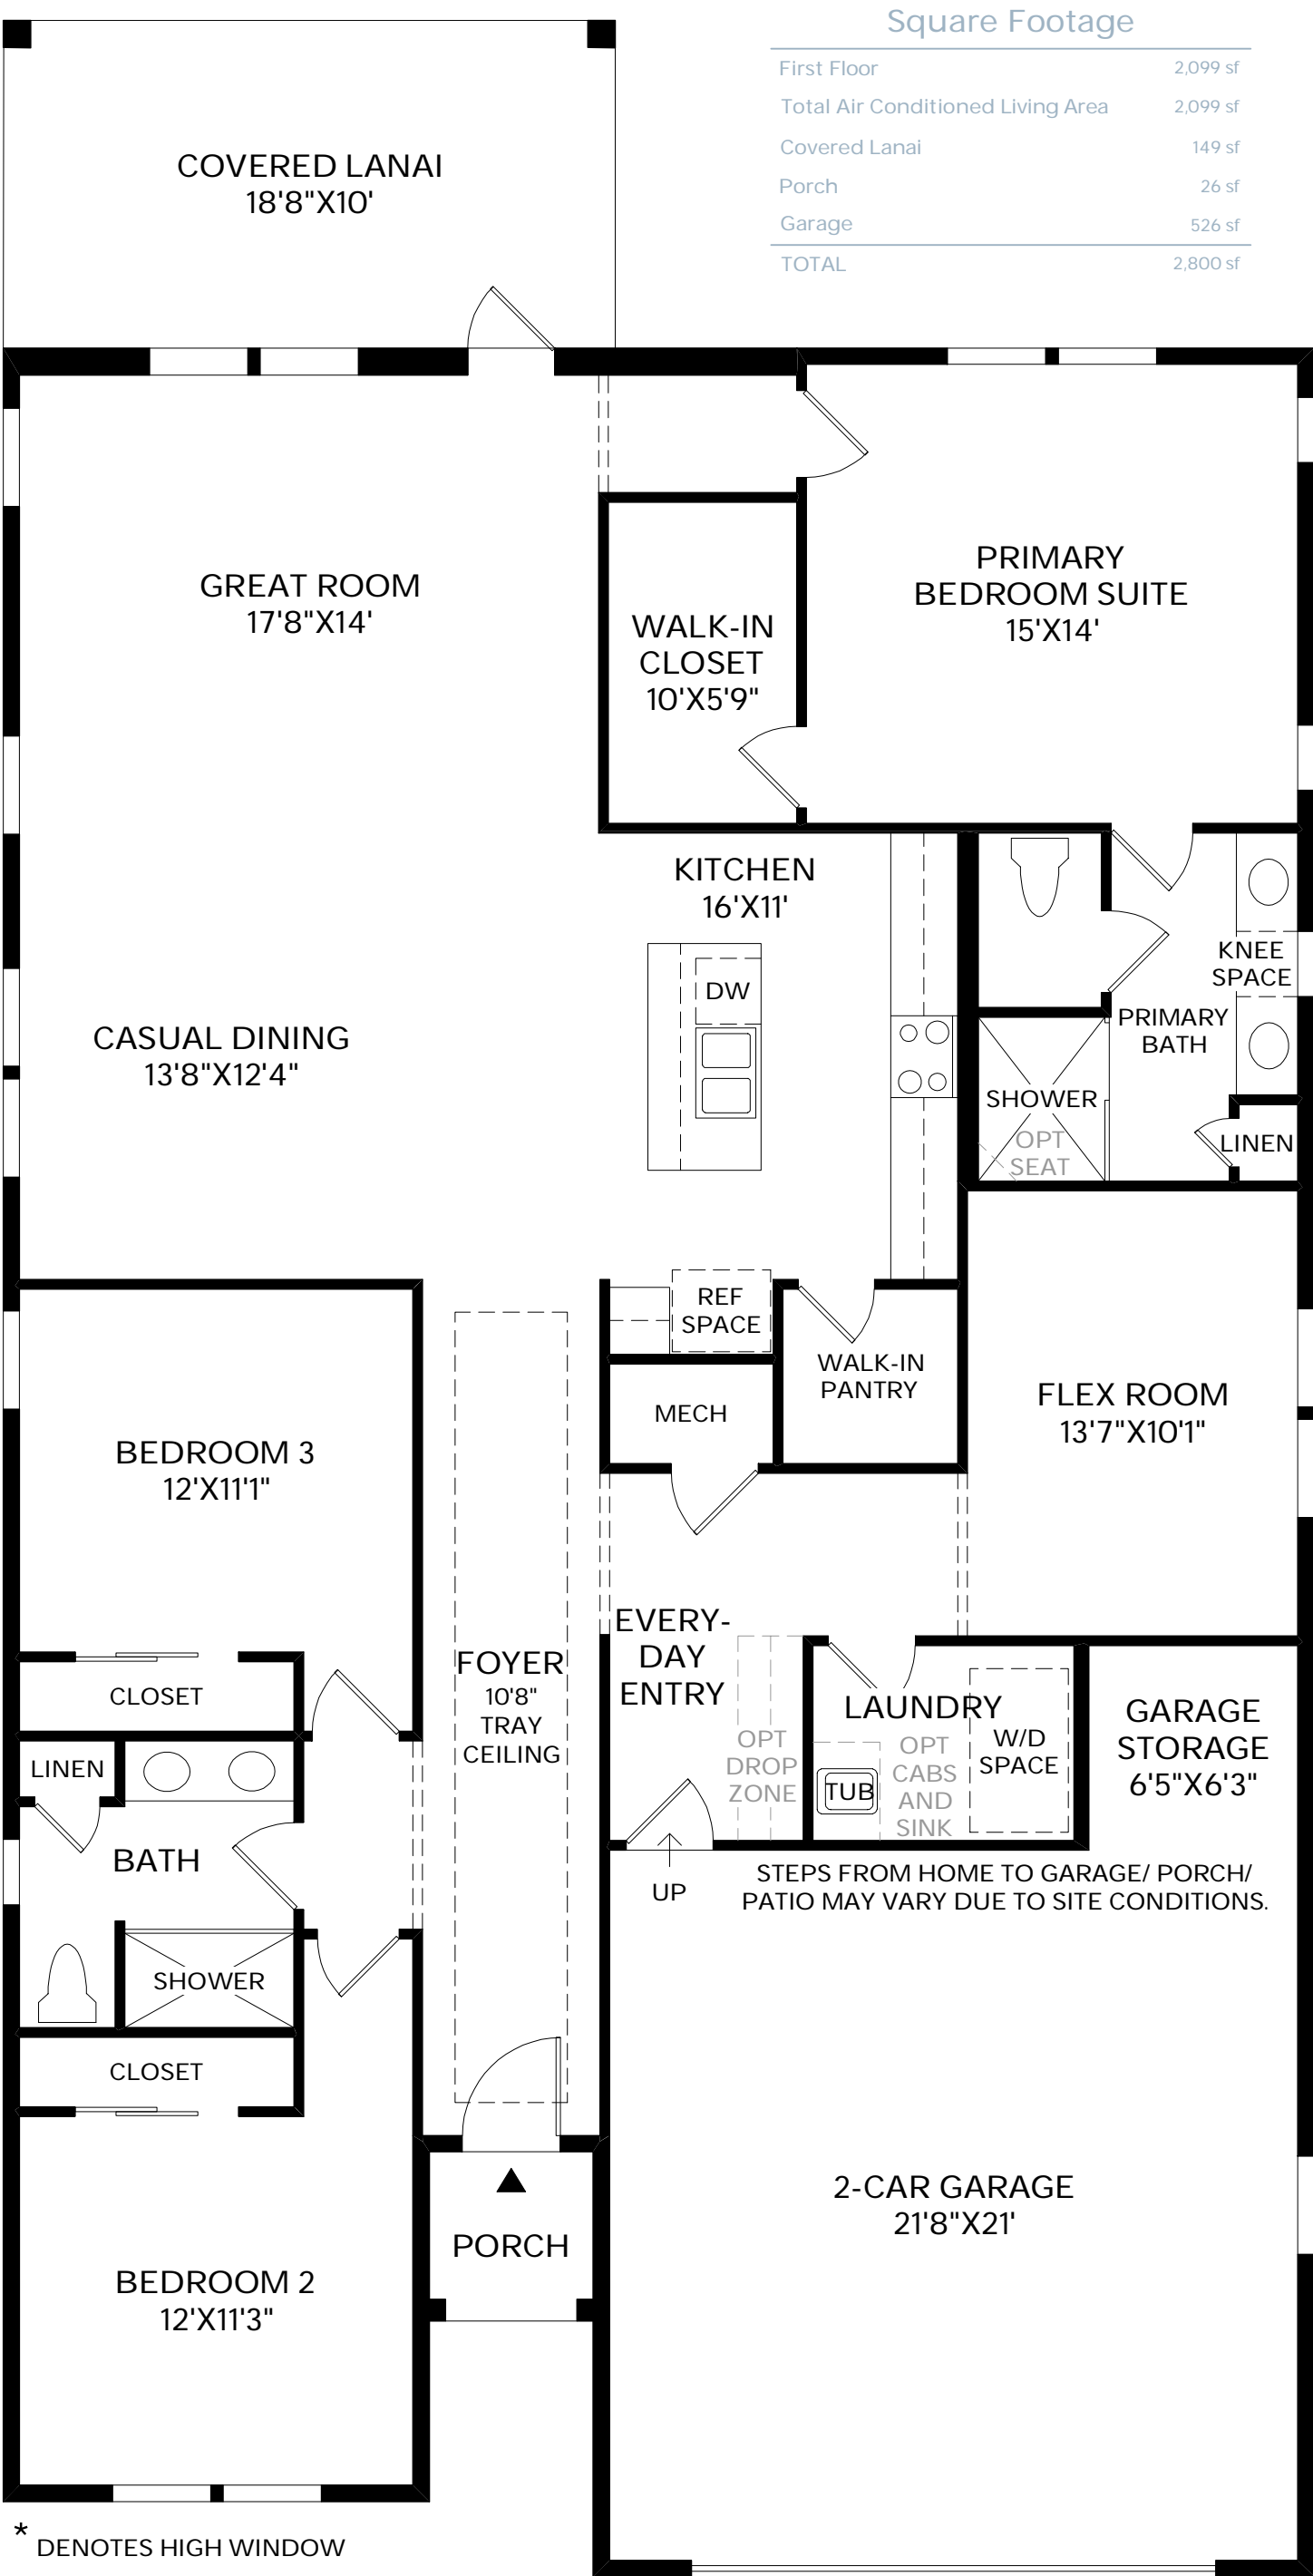 Square Footage
First Floor 2,099 sf
Total Air Conditioned Living Area 2,099 sf
Covered Lanai 149 sf
Porch 26 sf
Garage 526 sf
TOTAL 2,800 sf
COVERED LANAI
18'8"X10'
GREAT ROOM
17'8"X14'
WALK-IN
CLOSET
10'X5'9"
PRIMARY
BEDROOM SUITE
15'X14'
KITCHEN
16'X11'
DW
CASUAL DINING
13'8"X12'4"
KNEE
SPACE
PRIMARY
BATH
SHOWER
OPT
SEAT
LINEN
REF
SPACE
WALK-IN
PANTRY
MECH
FLEX ROOM
13'7"X10'1"
BEDROOM 3
12'X11'1"
CLOSET
FOYER
10'8"
TRAY
CEILING
EVERY-
DAY
ENTRY
OPT
DROP
ZONE
LAUNDRY
W/D
SPACE
OPT
CABS
AND
SINK
TUB
GARAGE
STORAGE
6'5"X6'3"
LINEN
BATH
SHOWER
CLOSET
UP
STEPS FROM HOME TO GARAGE/ PORCH/
PATIO MAY VARY DUE TO SITE CONDITIONS.
2-CAR GARAGE
21'8"X21'
PORCH
BEDROOM 2
12'X11'3"
* DENOTES HIGH WINDOW